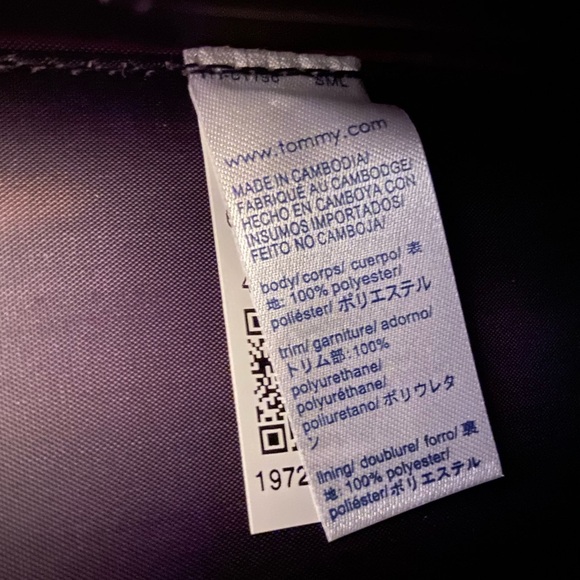 SML
www.tommy.com
MADE IN CAMBODIA/
FABRIQUÉ AU CAMBODGE/
HECHO EN CAMBOYA CON
INSUMOS IMPORTADOS/
FEITO NO CAMBOJA/
body/ corps/ cuerpo/ 表
地: 100% polyester/
poliéster/ ポリエステル
trim/ garniture/ adorno/
トリム部: 100%
polyurethane/
polyuréthane/
poliuretano/ ポリウレタ
ン
lining/ doublure/ forro/ 裏
地: 100% polyester/
poliéster/ ポリエステル
1972